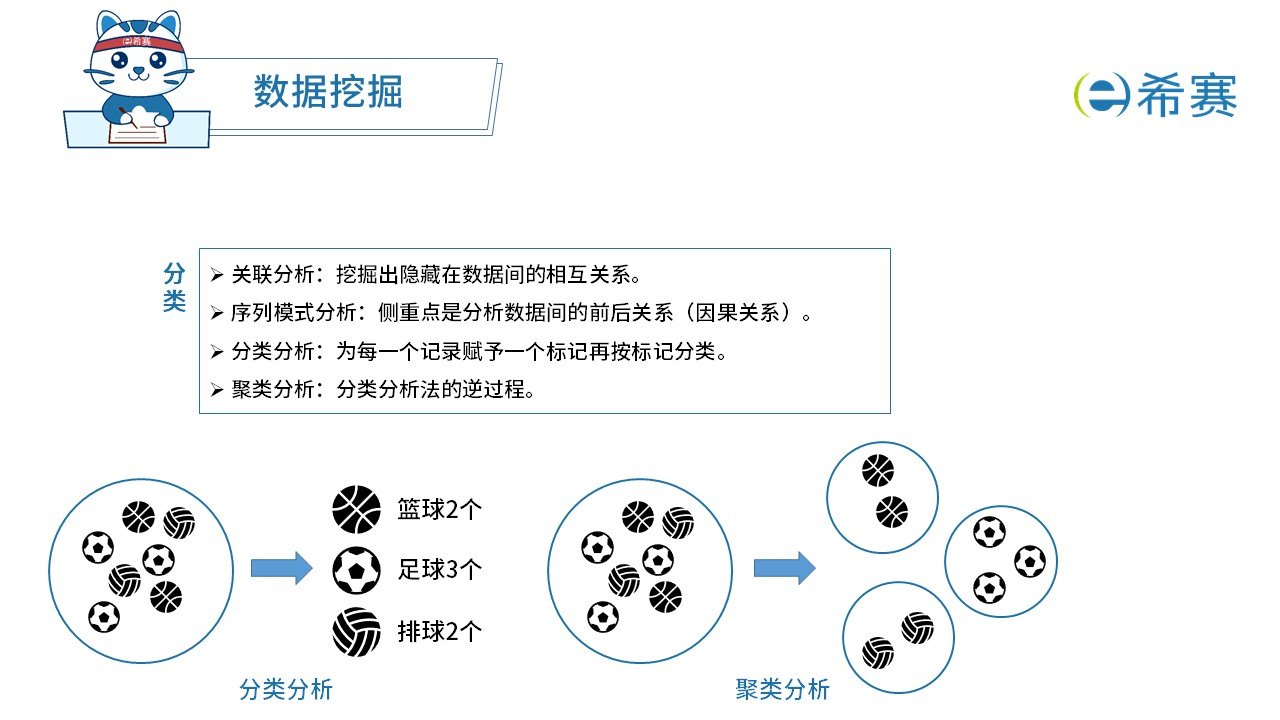 希赛
数据挖掘
希赛
分类
关联分析：挖掘出隐藏在数据间的相互关系。
序列模式分析：侧重点是分析数据间的前后关系（因果关系）。
分类分析：为每一个记录赋予一个标记再按标记分类。
聚类分析：分类分析法的逆过程。
篮球2个
足球3个
排球2个
分类分析
聚类分析